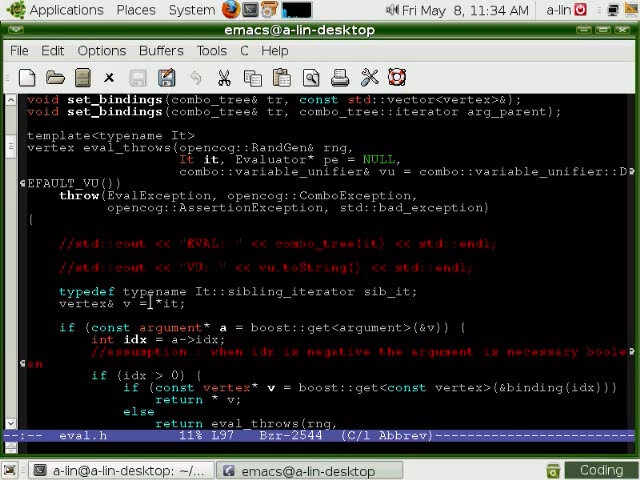 Applications Places System Fri May 8, 11:34 AM a-lin
emacs@a-lin-desktop
File Edit Options Buffers Tools C Help
void set_bindings(combo_tree& tr, const std::vector<vertex>&);
void set_bindings(combo_tree& tr, combo_tree::iterator arg_parent);
template<typename It>
vertex eval_throws(opencog::RandGen& rng,
It it, Evaluator* pe = NULL,
combo::variable_unifier& vu = combo::variable_unifier::D
EFAULT_VU())
throw(EvalException, opencog::ComboException,
opencog::AssertionException, std::bad_exception)
{
//std::cout << "EVAL: " << combo_tree(it) << std::endl;
//std::cout << "VU: " << vu.toString() << std::endl;
typedef typename It::sibling_iterator sib_it;
vertex& v = *it;
if (const argument* a = boost::get<argument>(&v)) {
int idx = a->idx;
//assumption : when idx is negative the argument is necessery boole
an
if (idx > 0) {
if (const vertex* v = boost::get<const vertex>(&binding(idx)))
return * v;
else
return eval_throws(rng,
--:-- eval.h 11% L97 Bzr-2544 (C/l Abbrev)
a-lin@a-lin-desktop: ~/... emacs@a-lin-desktop Coding